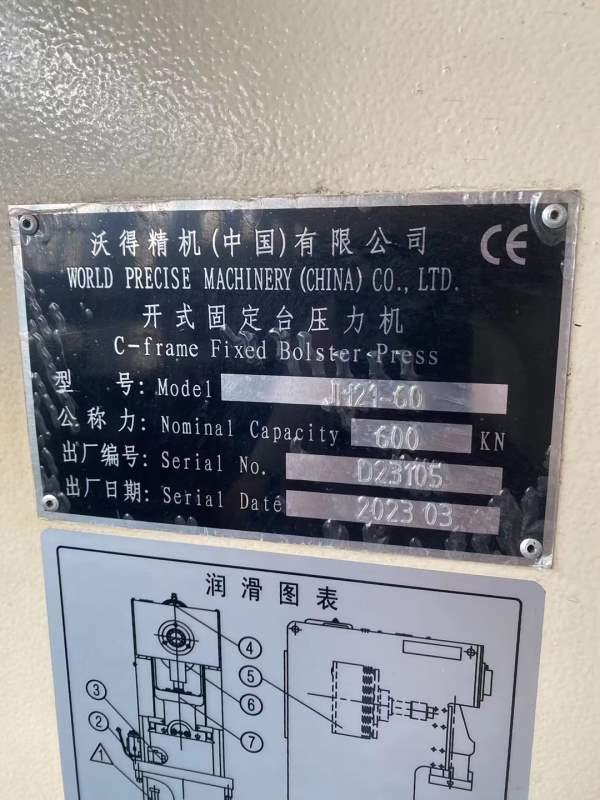 沃得精机(中国)有限公司
CE
WORLD PRECISE MACHINERY(CHINA) CO., LTD.
开式固定台压力机
C-frame Fixed Bolster Press
型 号: Model JH21-60
公称力: Nominal Capacity 600 KN
出厂编号: Serial No. D23105
出厂日期: Serial Date 2023 03
润滑图表
4
5
6
3
7
2
1